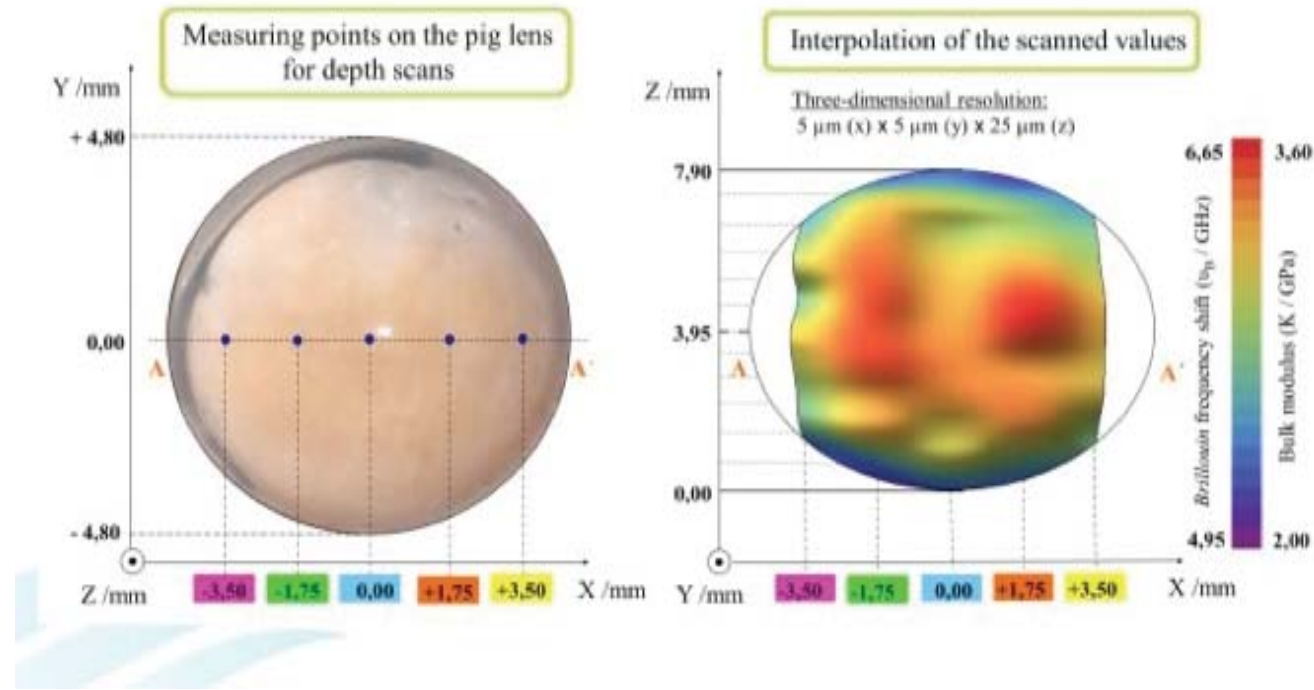 Measuring points on the pig lens
for depth scans
Y /mm
+ 4,80
0,00
A
A´
- 4,80
Z /mm
-3,50
-1,75
0,00
+1,75
+3,50
X /mm
Interpolation of the scanned values
Z /mm
Three-dimensional resolution:
5 µm (x) x 5 µm (y) x 25 µm (z)
7,90
3,95
A
A´
0,00
Y /mm
-3,50
-1,75
0,00
+1,75
+3,50
X /mm
6,65
3,60
Brillouin frequency shift (υB / GHz)
Bulk modulus (K / GPa)
4,95
2,00